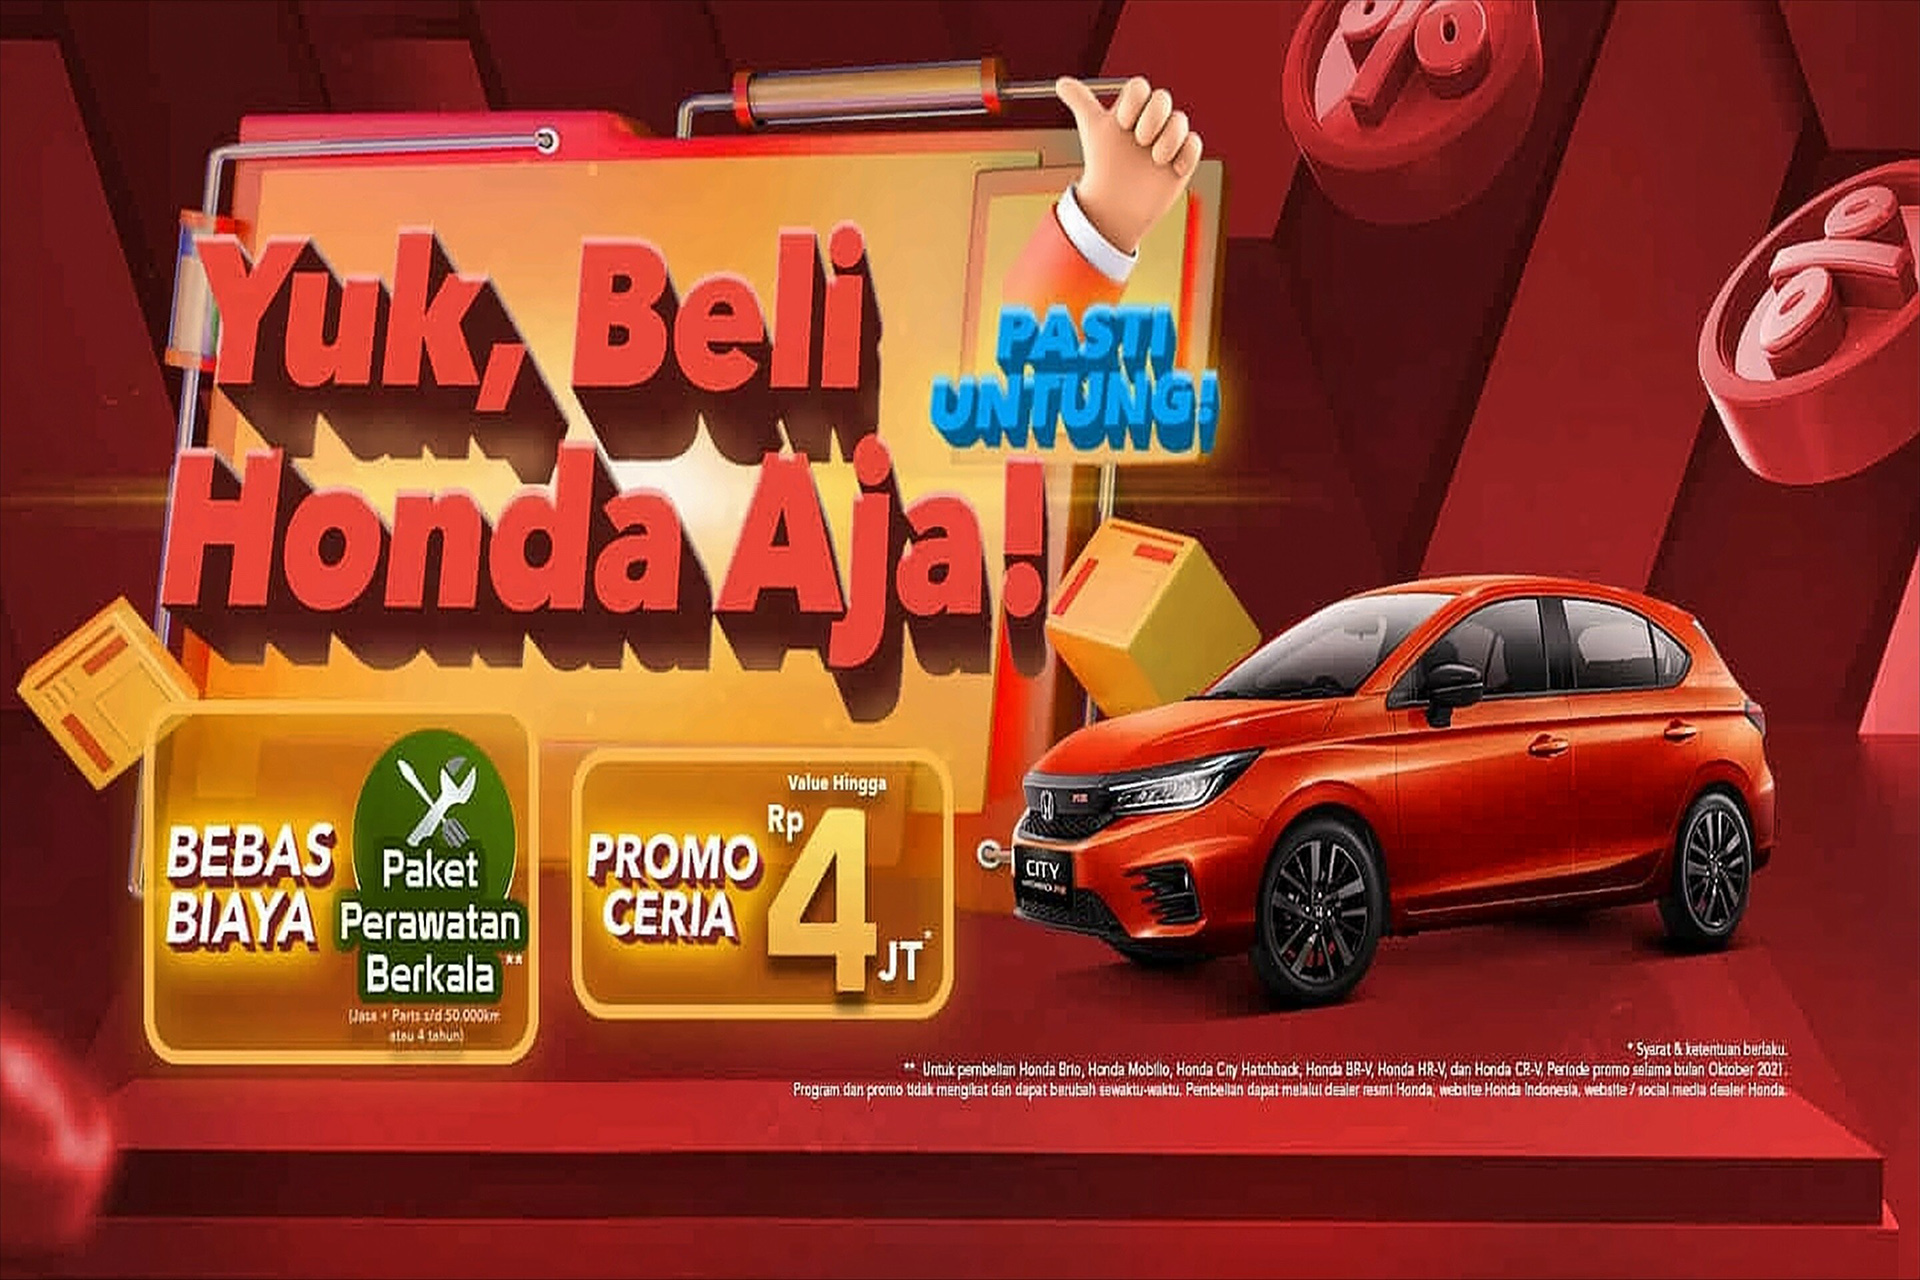 Yuk, Beli
Honda Aja!
PASTI
UNTUNG!
BEBAS
BIAYA
Paket
Perawatan
Berkala**
(Jasa + Parts s/d 50.000km
atau 4 tahun)
PROMO
CERIA
Value Hingga
Rp 4 JT*
CITY
HATCHBACK RS
* Syarat & ketentuan berlaku.
** Untuk pembelian Honda Brio, Honda Mobilio, Honda City Hatchback, Honda BR-V, Honda HR-V, dan Honda CR-V. Periode promo selama bulan Oktober 2021.
Program dan promo tidak mengikat dan dapat berubah sewaktu-waktu. Pembelian dapat melalui dealer resmi Honda, website Honda Indonesia, website / social media dealer Honda.